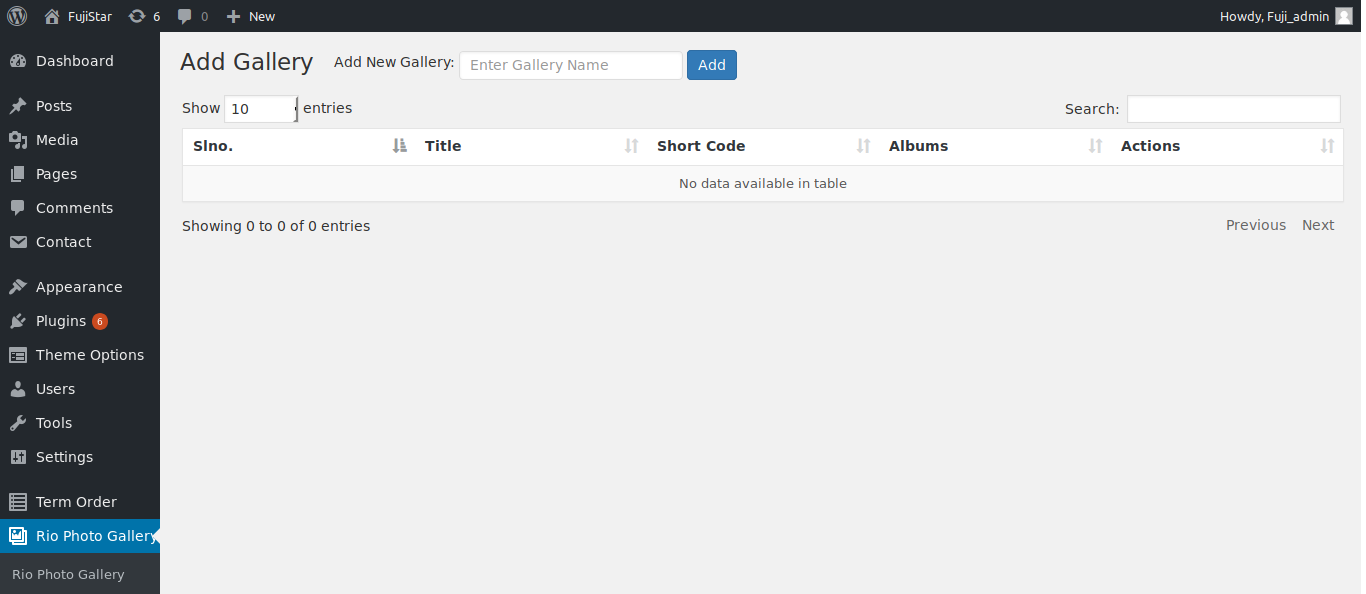 FujiStar 6 0 New Howdy, Fuji_admin
Dashboard
Posts
Media
Pages
Comments
Contact
Appearance
Plugins 6
Theme Options
Users
Tools
Settings
Term Order
Rio Photo Gallery
Rio Photo Gallery
Add Gallery Add New Gallery: Enter Gallery Name Add
Show 10 entries Search:
Slno. Title Short Code Albums Actions
No data available in table
Showing 0 to 0 of 0 entries Previous Next